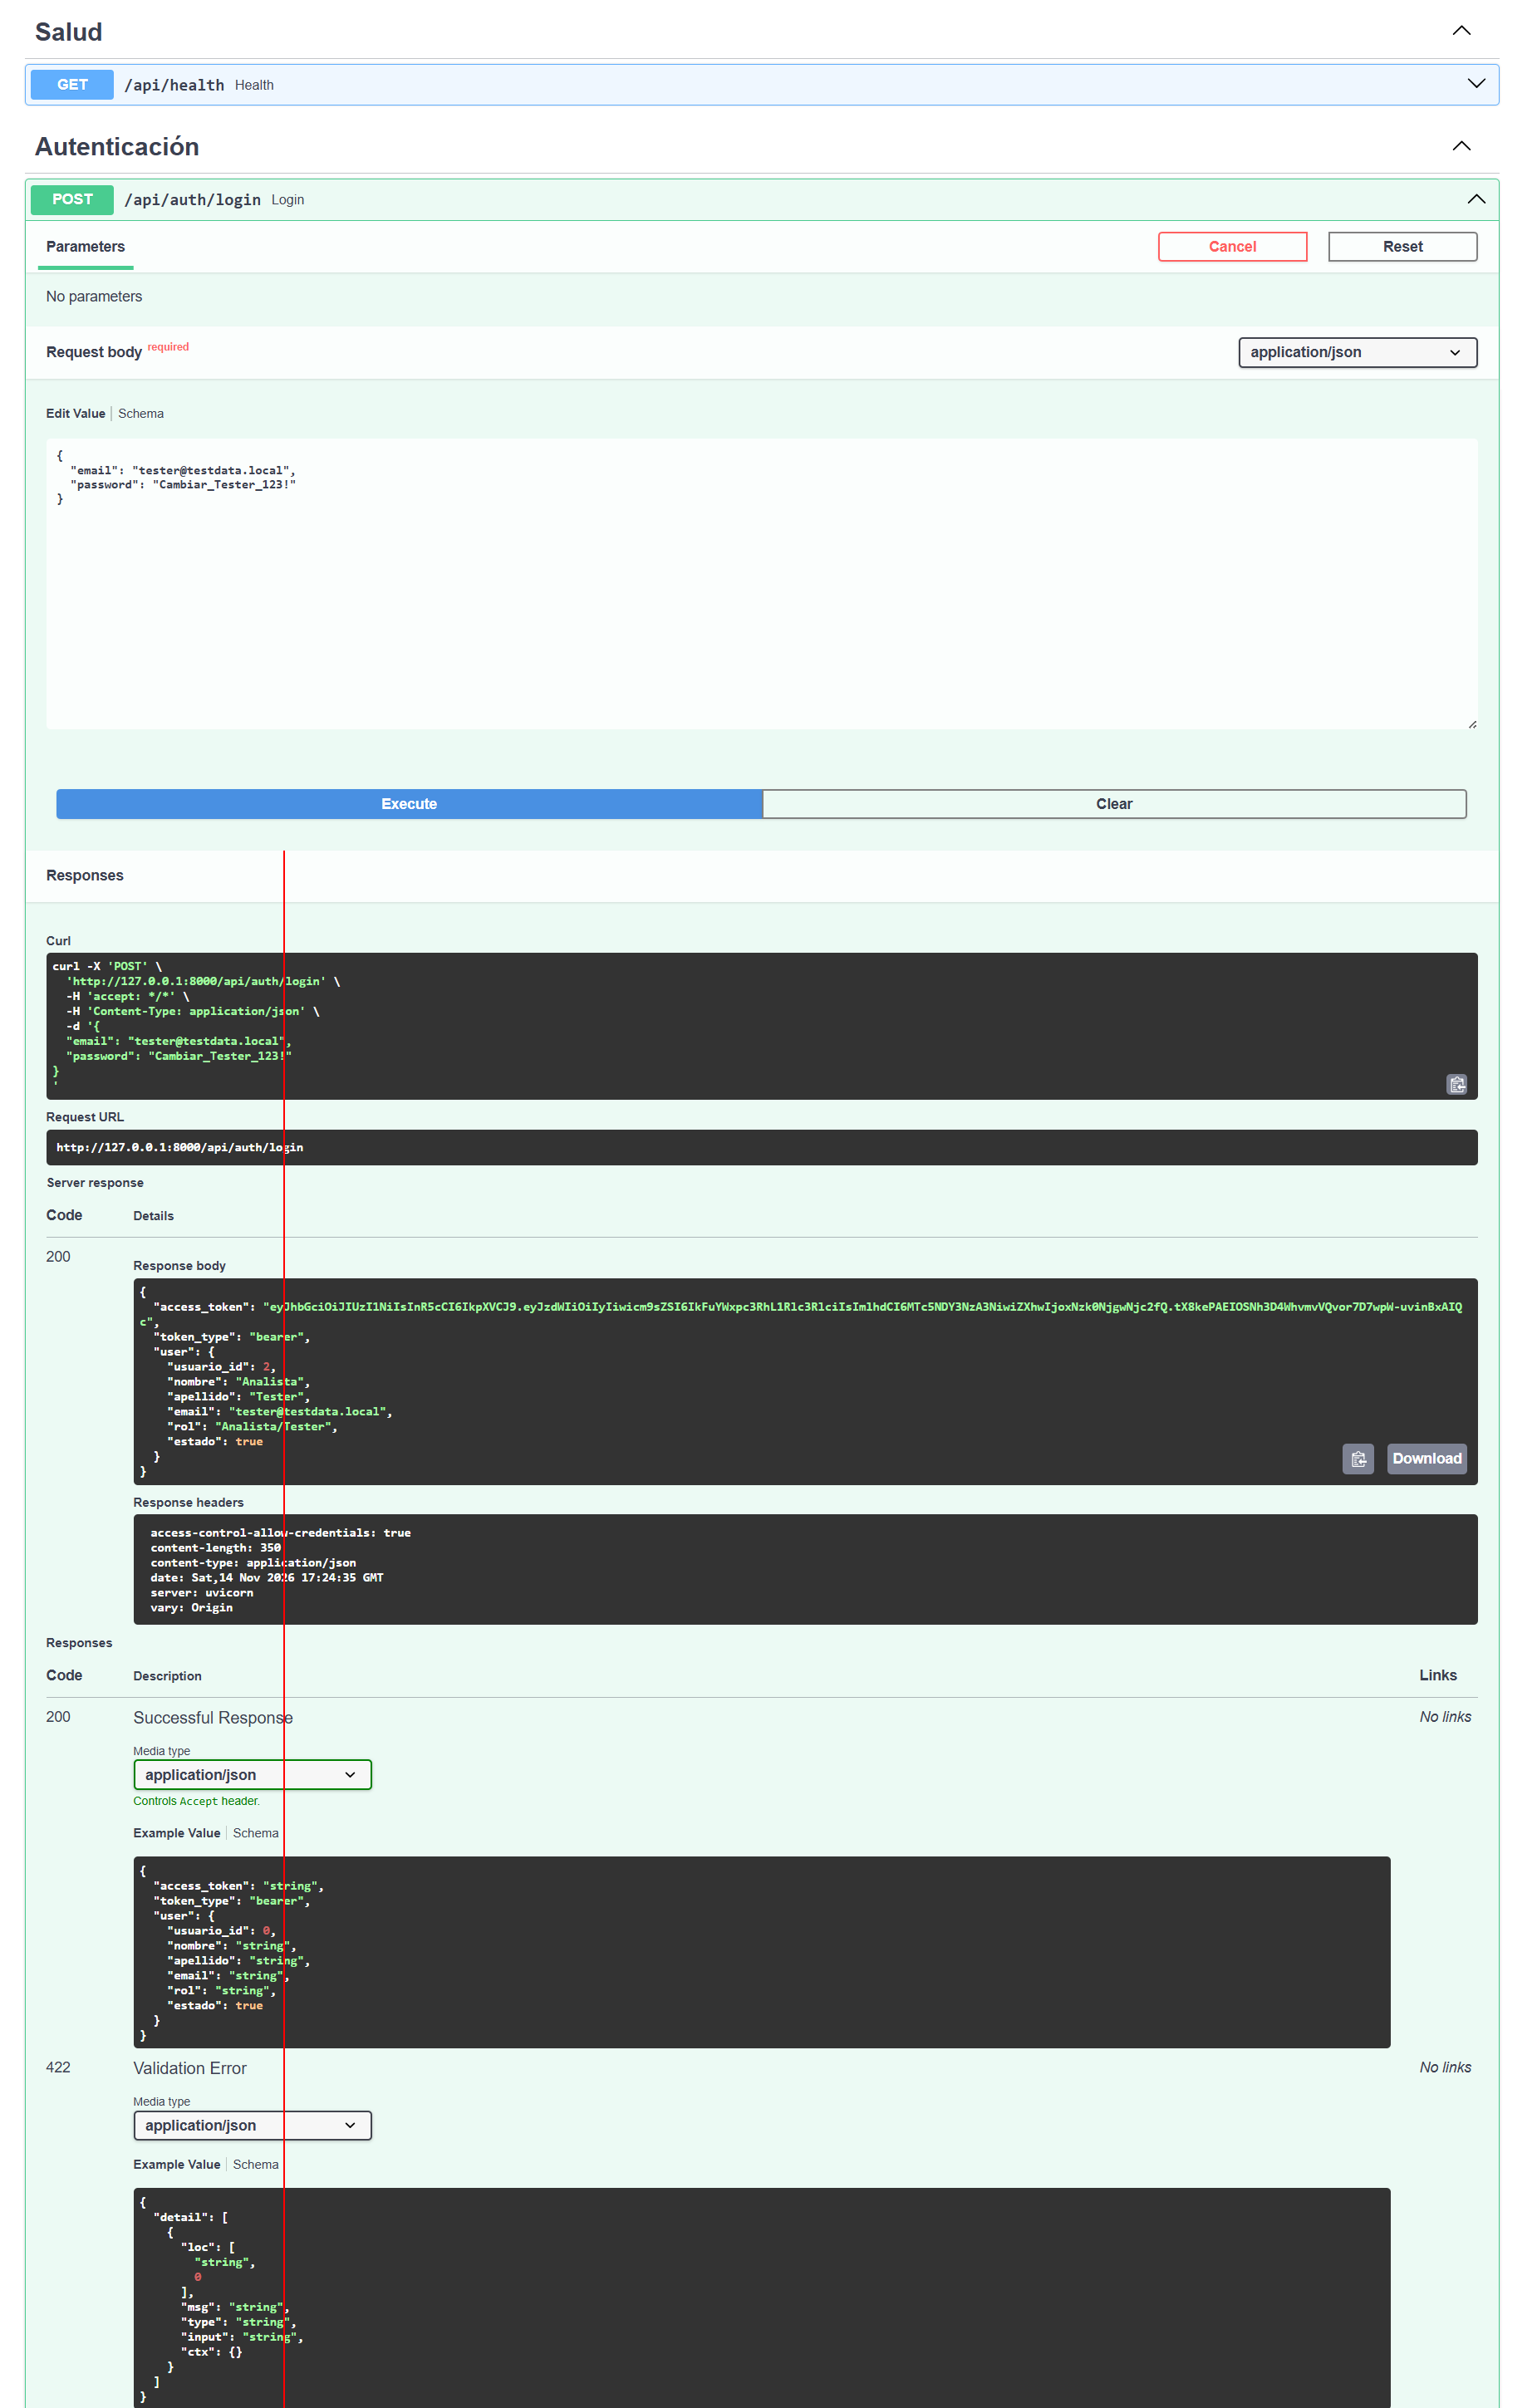 Salud
GET /api/health Health
Autenticación
POST /api/auth/login Login
Parameters Cancel Reset
No parameters
Request body required application/json
Edit Value Schema
{
"email": "tester@testdata.local",
"password": "Cambiar_Tester_123!"
}
Execute Clear
Responses
Curl
curl -X 'POST' \
'http://127.0.0.1:8000/api/auth/login' \
-H 'accept: */*' \
-H 'Content-Type: application/json' \
-d '{
"email": "tester@testdata.local",
"password": "Cambiar_Tester_123!"
}
'
Request URL
http://127.0.0.1:8000/api/auth/login
Server response
Code Details
200
Response body
{
"access_token": "eyJhbGciOiJIUzI1NiIsInR5cCI6IkpXVCJ9.eyJzdWIiOiIyIiwicm9sZSI6IkFuYWxpc3RhL1Rlc3RlciIsImlhdCI6MTc5NDY3NzA3NiwiZXhwIjoxNzk0NjgwNjc2fQ.tX8kePAEIOSNh3D4WhvmvVQvor7D7wpW-uvinBxAIQ
c",
"token_type": "bearer",
"user": {
"usuario_id": 2,
"nombre": "Analista",
"apellido": "Tester",
"email": "tester@testdata.local",
"rol": "Analista/Tester",
"estado": true
}
}
Download
Response headers
access-control-allow-credentials: true
content-length: 350
content-type: application/json
date: Sat,14 Nov 2026 17:24:35 GMT
server: uvicorn
vary: Origin
Responses
Code Description Links
200 Successful Response No links
Media type
application/json
Controls Accept header.
Example Value Schema
{
"access_token": "string",
"token_type": "bearer",
"user": {
"usuario_id": 0,
"nombre": "string",
"apellido": "string",
"email": "string",
"rol": "string",
"estado": true
}
}
422 Validation Error No links
Media type
application/json
Example Value Schema
{
"detail": [
{
"loc": [
"string",
0
],
"msg": "string",
"type": "string",
"input": "string",
"ctx": {}
}
]
}